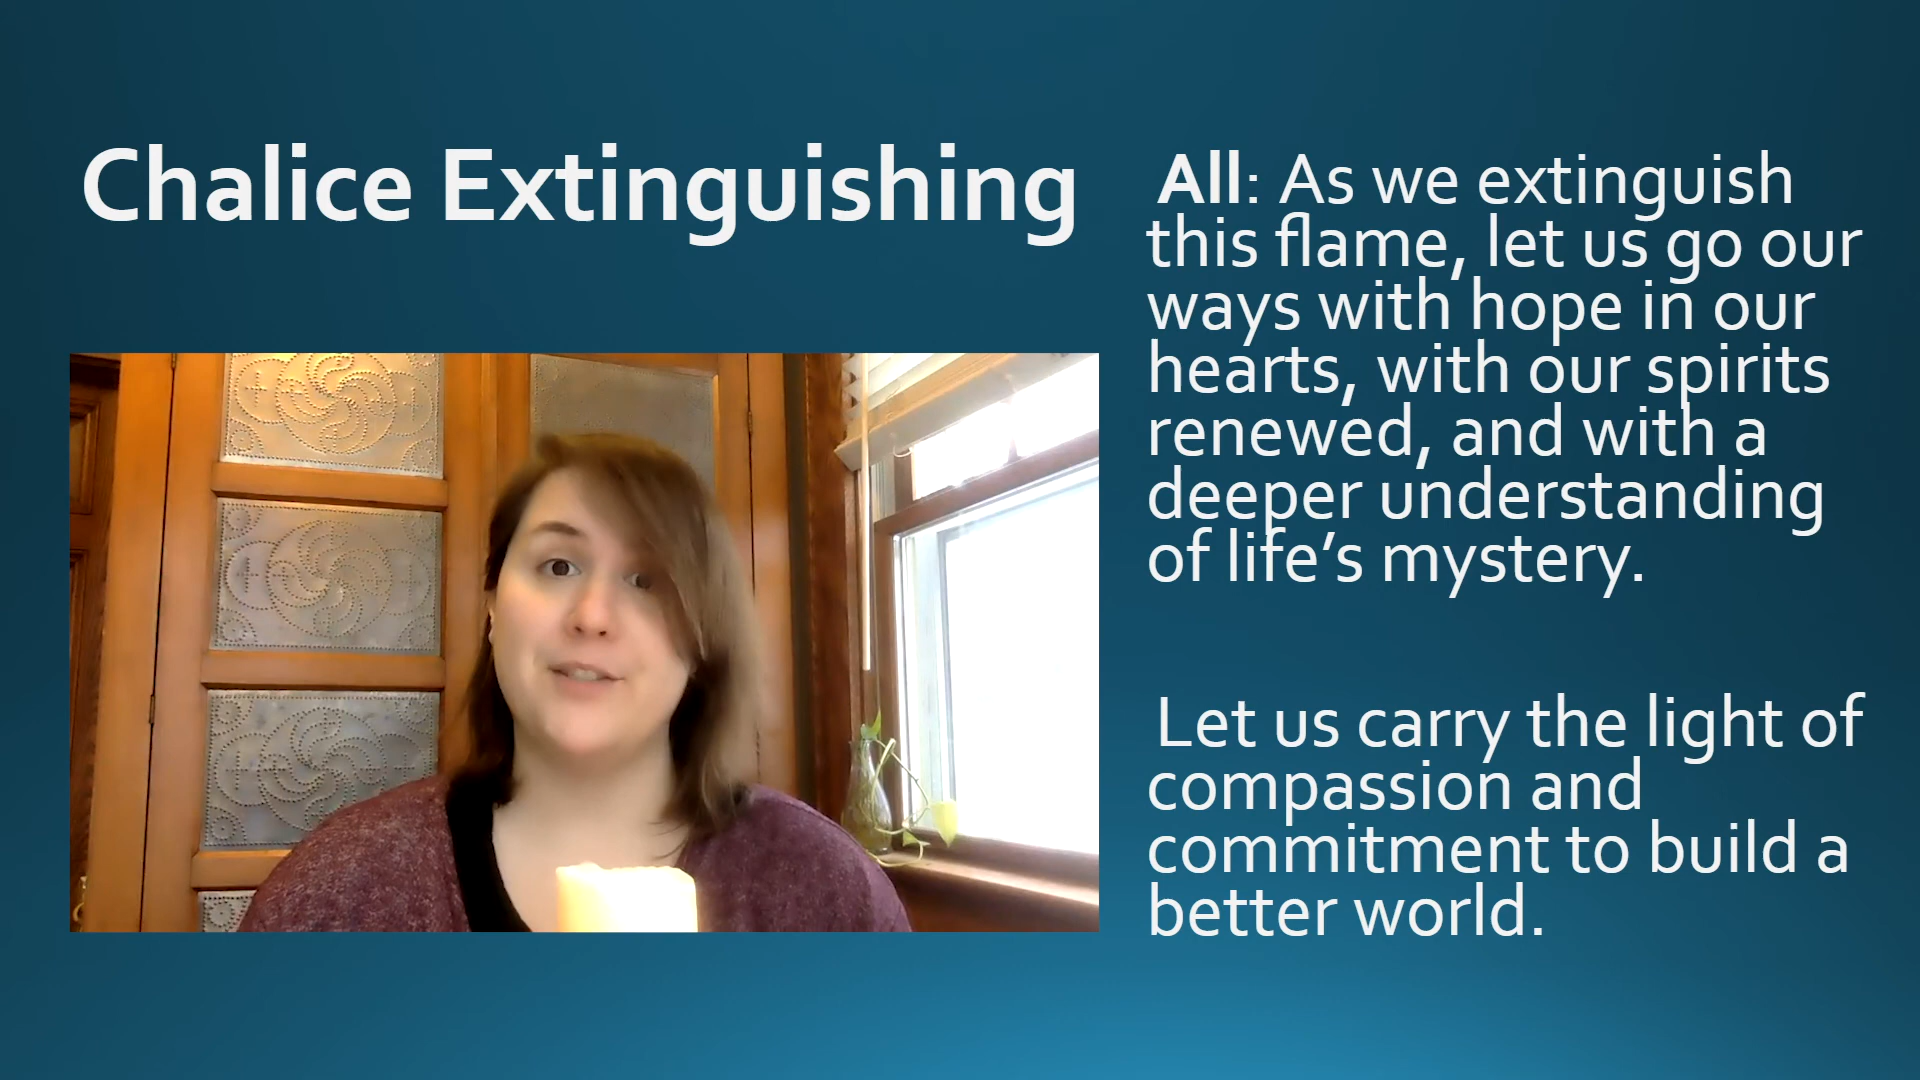 Chalice Extinguishing
All: As we extinguish
this flame, let us go our
ways with hope in our
hearts, with our spirits
renewed, and with a
deeper understanding
of life’s mystery.
Let us carry the light of
compassion and
commitment to build a
better world.